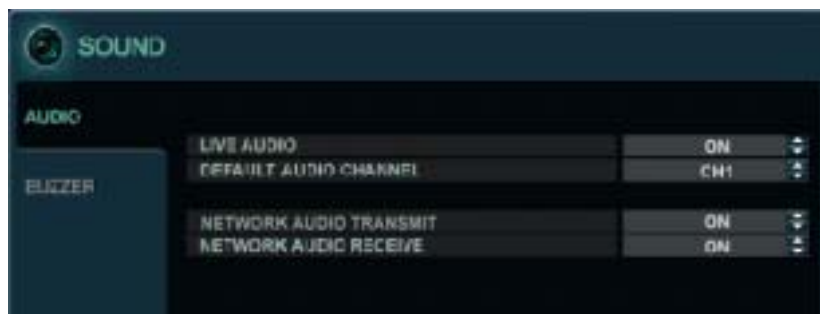 SOUND
AUDIO
LIVE AUDIO ON
DEFAULT AUDIO CHANNEL CH1
BUZZER
NETWORK AUDIO TRANSMIT ON
NETWORK AUDIO RECEIVE ON